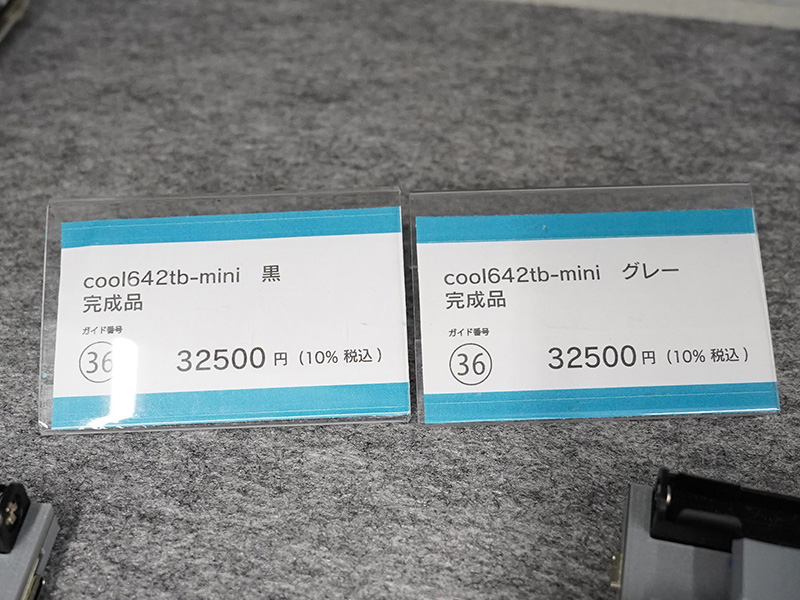 cool642tb-mini　黒
完成品
ガイド番号
36　32500 円（10% 税込）
cool642tb-mini　グレー
完成品
ガイド番号
36　32500 円（10% 税込）